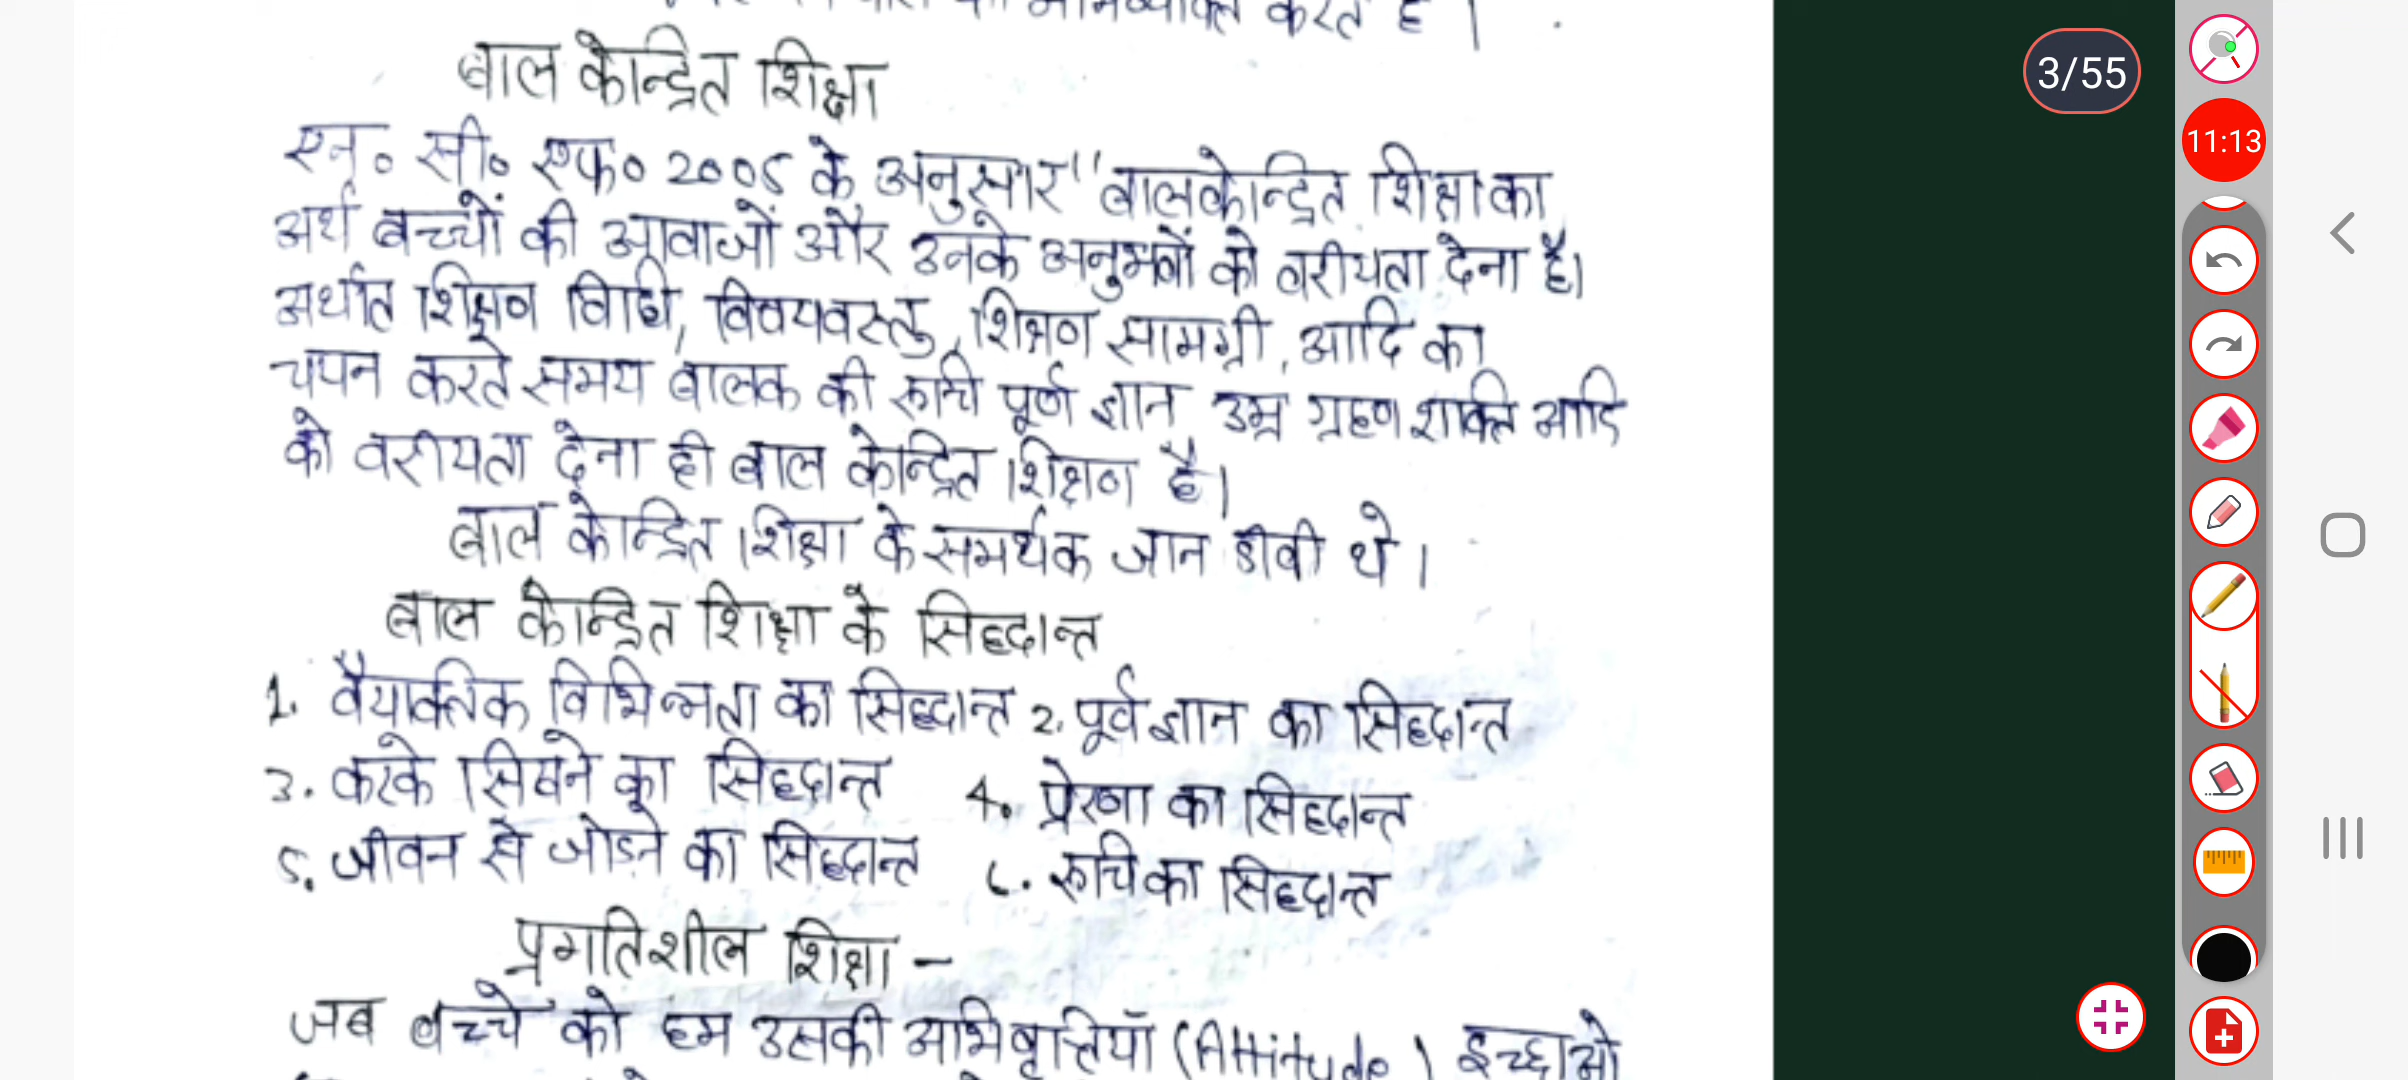 करते है।
बाल केन्द्रित शिक्षा
एन० सी० एफ० 2005 के अनुसार "बालकेन्द्रित शिक्षा का
अर्थ बच्चों की आवाजों और उनके अनुभवों को वरीयता देना है।
अर्थात शिक्षण विधि, विषयवस्तु, शिक्षण सामग्री, आदि का
चयन करते समय बालक की रूचि पूर्ण ज्ञान उम्र ग्रहण शक्ति आदि
को वरीयता देना ही बाल केन्द्रित शिक्षण है।
बाल केन्द्रित शिक्षा के समर्थक जान डीवी थे।
बाल केन्द्रित शिक्षा के सिद्धान्त
1. वैयक्तिक विभिन्नता का सिद्धान्त 2. पूर्व ज्ञान का सिद्धान्त
3. करके सिखने का सिद्धान्त 4. प्रेरणा का सिद्धान्त
5. जीवन से जोड़ने का सिद्धान्त 6. रूचि का सिद्धान्त
प्रगतिशील शिक्षा -
जब बच्चे को हम उसकी अभिवृत्तियाँ (Attitude) इच्छाओ
3/55
11:13